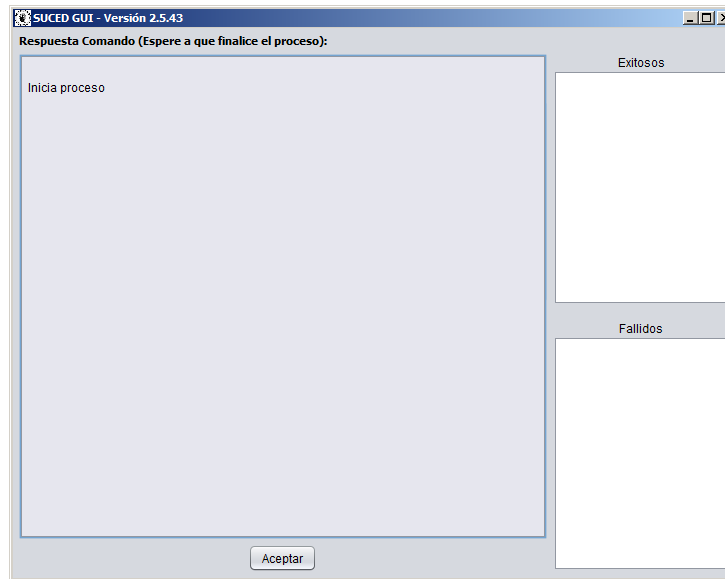 SUCED GUI - Versión 2.5.43
Respuesta Comando (Espere a que finalice el proceso):
Inicia proceso
Exitosos
Fallidos
Aceptar